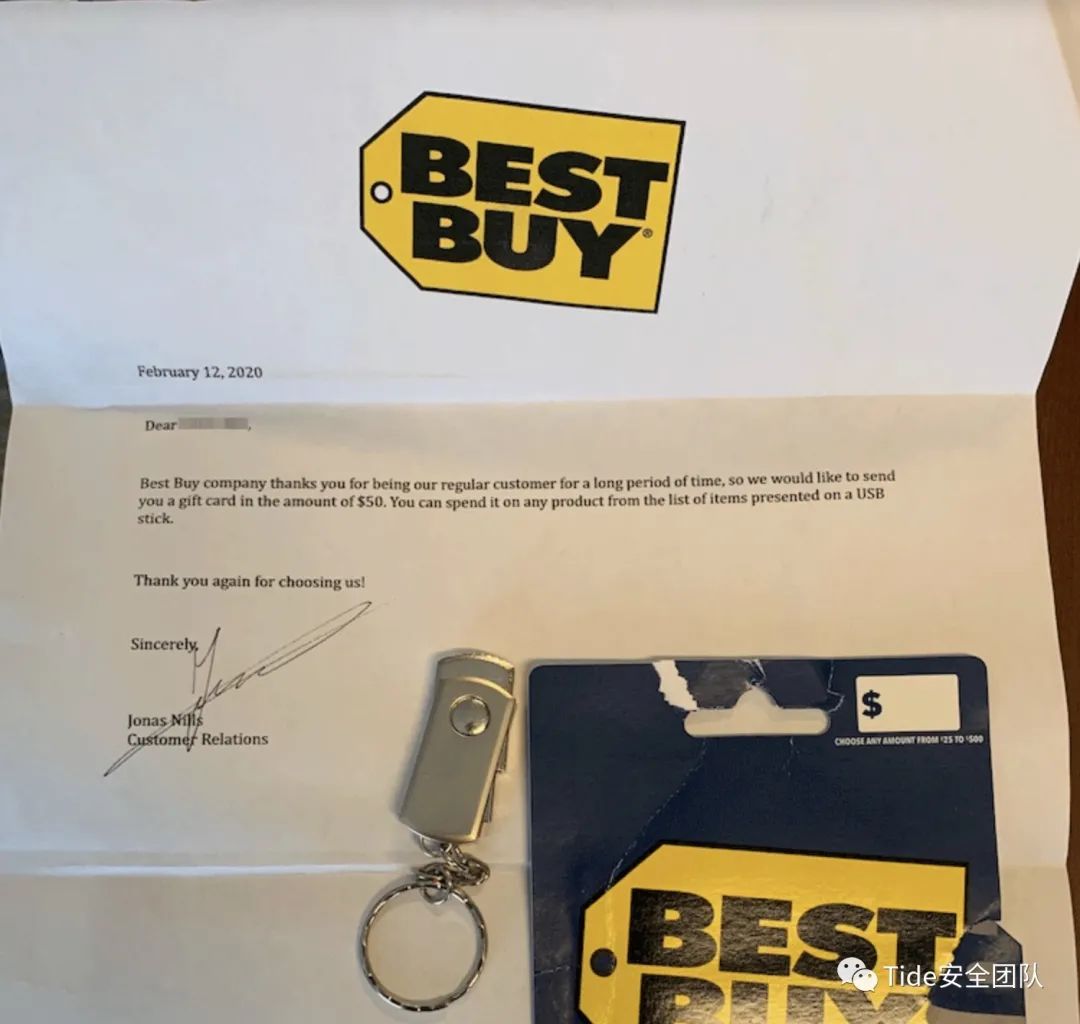 BEST
BUY®
February 12, 2020
Dear ,
Best Buy company thanks you for being our regular customer for a long period of time, so we would like to send
you a gift card in the amount of $50. You can spend it on any product from the list of items presented on a USB
stick.
Thank you again for choosing us!
Sincerely,
Jonas Nills
Customer Relations
$
CHOOSE ANY AMOUNT FROM $25 TO $500
BEST
BUY
Tide安全团队